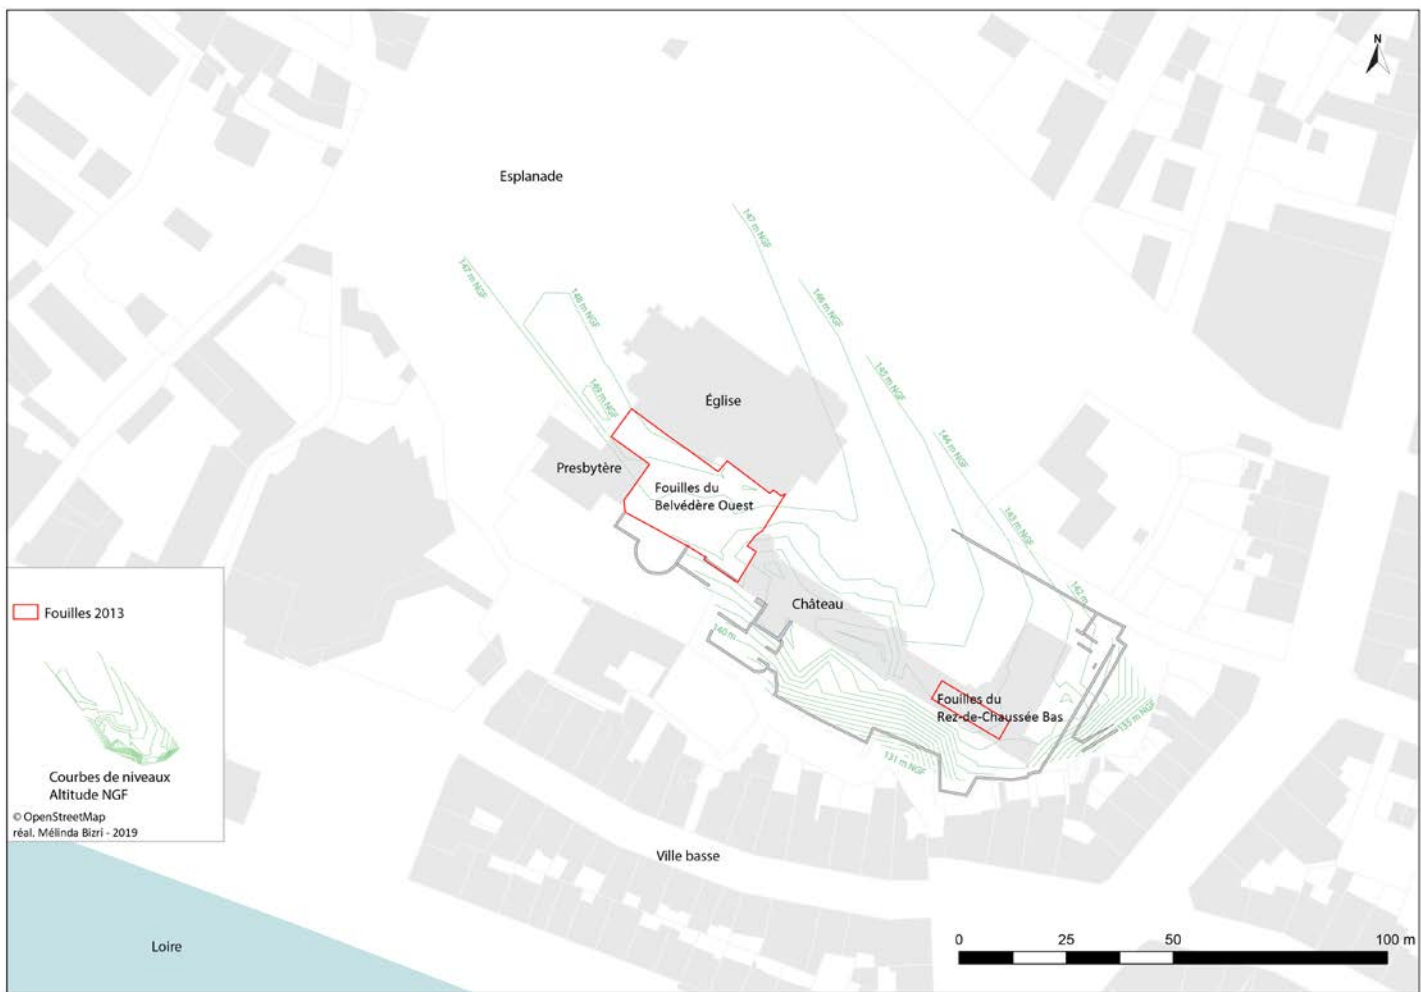 N
Esplanade
147 m NGF
147 m NGF
148 m NGF
146 m NGF
145 m NGF
149 m NGF
Église
144 m NGF
Presbytère
Fouilles du
Belvédère Ouest
143 m NGF
142 m
Château
140 m
Fouilles du
Rez-de-Chaussée Bas
135 m NGF
131 m NGF
Fouilles 2013
Courbes de niveaux
Altitude NGF
© OpenStreetMap
réal. Mélinda Bizri - 2019
Ville basse
Loire
0 25 50 100 m